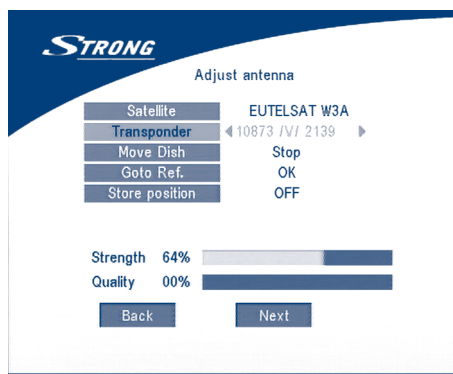 STRONG
Adjust antenna
Satellite EUTELSAT W3A
Transponder 10873 /V/ 2139
Move Dish Stop
Goto Ref. OK
Store position OFF
Strength 64%
Quality 00%
Back Next